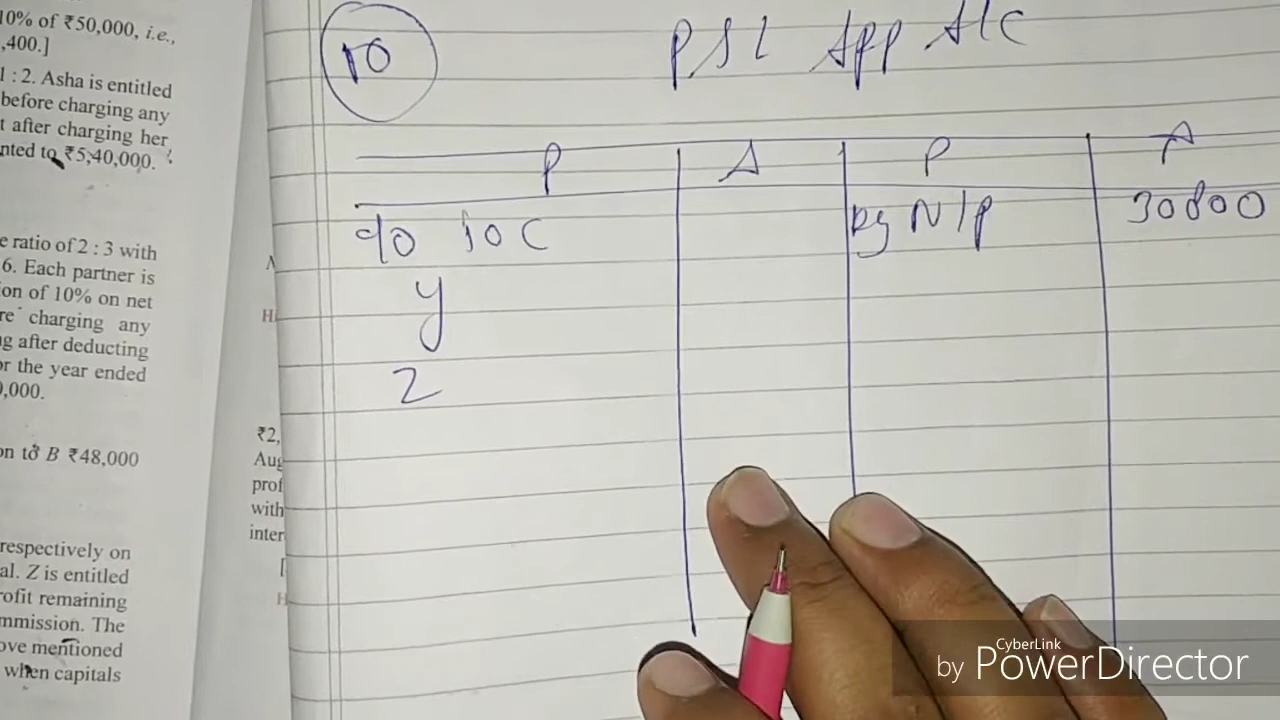 10% of ₹50,000, i.e.,
,400.]
1 : 2. Asha is entitled
before charging any
t after charging her
nted to ₹5,40,000.
e ratio of 2 : 3 with
6. Each partner is
ion of 10% on net
re charging any
g after deducting
or the year ended
0,000.
on to B ₹48,000
respectively on
al. Z is entitled
rofit remaining
mmission. The
ove mentioned
when capitals
₹2,
Aug
prof
with
inter
[
H
10
P&L App A/c
P A P A
To IOC By N/P 30800
y
Z
CyberLink
by PowerDirector